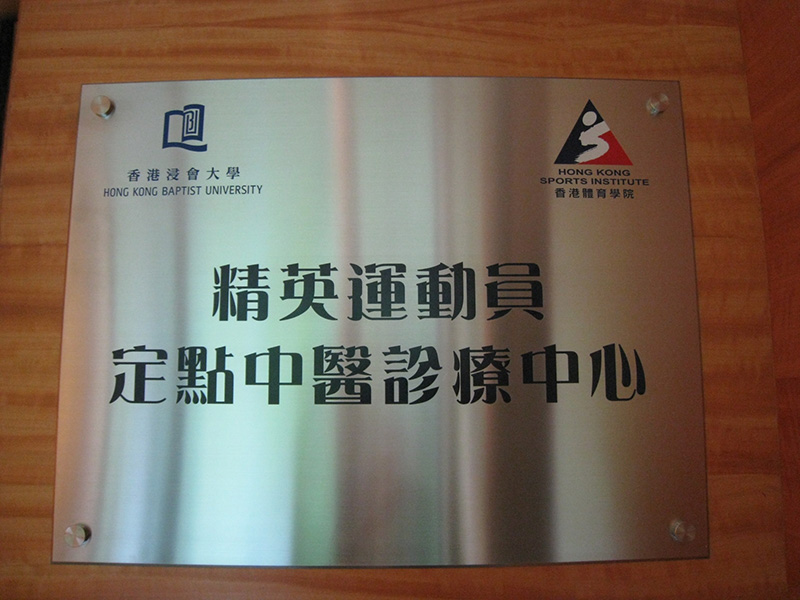 香港浸會大學
HONG KONG BAPTIST UNIVERSITY
HONG KONG
SPORTS INSTITUTE
香港體育學院
精英運動員
定點中醫診療中心